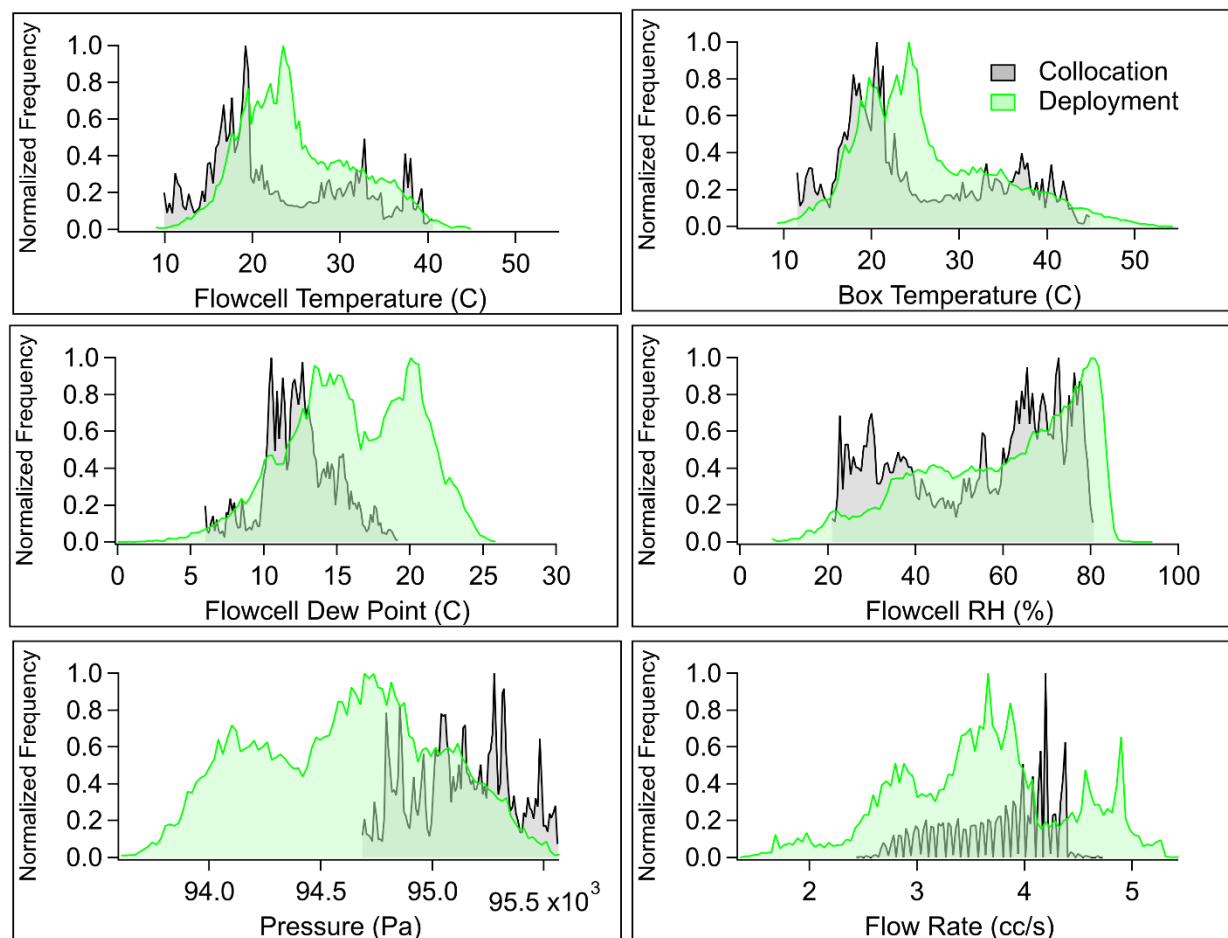 1.0
0.8
0.6
0.4
0.2
0.0
Normalized Frequency
10 20 30 40 50
Flowcell Temperature (C)
1.0
0.8
0.6
0.4
0.2
0.0
Normalized Frequency
Collocation
Deployment
10 20 30 40 50
Box Temperature (C)
1.0
0.8
0.6
0.4
0.2
0.0
Normalized Frequency
0 5 10 15 20 25 30
Flowcell Dew Point (C)
1.0
0.8
0.6
0.4
0.2
0.0
Normalized Frequency
0 20 40 60 80 100
Flowcell RH (%)
1.0
0.8
0.6
0.4
0.2
0.0
Normalized Frequency
94.0 94.5 95.0 95.5 x10³
Pressure (Pa)
1.0
0.8
0.6
0.4
0.2
0.0
Normalized Frequency
2 3 4 5
Flow Rate (cc/s)